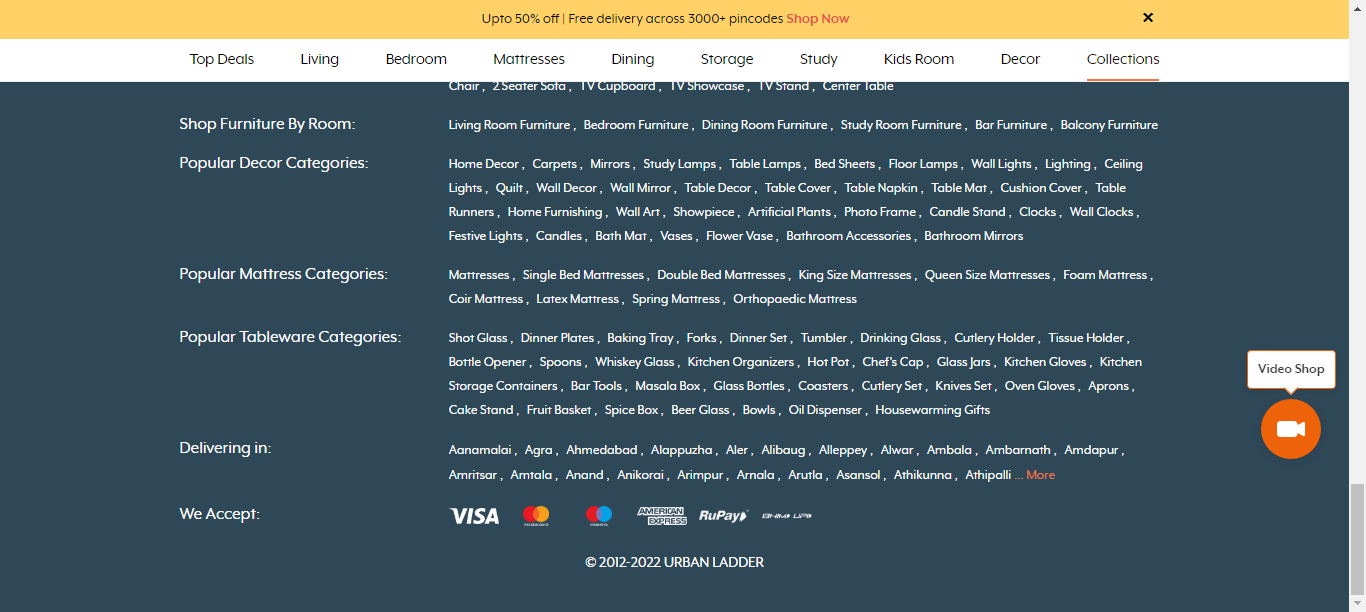 Upto 50% off | Free delivery across 3000+ pincodes Shop Now
Top Deals Living Bedroom Mattresses Dining Storage Study Kids Room Decor Collections
Chair , 2 Seater Sofa , TV Cupboard , TV Showcase , TV Stand , Center Table
Shop Furniture By Room: Living Room Furniture , Bedroom Furniture , Dining Room Furniture , Study Room Furniture , Bar Furniture , Balcony Furniture
Popular Decor Categories: Home Decor , Carpets , Mirrors , Study Lamps , Table Lamps , Bed Sheets , Floor Lamps , Wall Lights , Lighting , Ceiling
Lights , Quilt , Wall Decor , Wall Mirror , Table Decor , Table Cover , Table Napkin , Table Mat , Cushion Cover , Table
Runners , Home Furnishing , Wall Art , Showpiece , Artificial Plants , Photo Frame , Candle Stand , Clocks , Wall Clocks ,
Festive Lights , Candles , Bath Mat , Vases , Flower Vase , Bathroom Accessories , Bathroom Mirrors
Popular Mattress Categories: Mattresses , Single Bed Mattresses , Double Bed Mattresses , King Size Mattresses , Queen Size Mattresses , Foam Mattress ,
Coir Mattress , Latex Mattress , Spring Mattress , Orthopaedic Mattress
Popular Tableware Categories: Shot Glass , Dinner Plates , Baking Tray , Forks , Dinner Set , Tumbler , Drinking Glass , Cutlery Holder , Tissue Holder ,
Bottle Opener , Spoons , Whiskey Glass , Kitchen Organizers , Hot Pot , Chef's Cap , Glass Jars , Kitchen Gloves , Kitchen
Storage Containers , Bar Tools , Masala Box , Glass Bottles , Coasters , Cutlery Set , Knives Set , Oven Gloves , Aprons ,
Cake Stand , Fruit Basket , Spice Box , Beer Glass , Bowls , Oil Dispenser , Housewarming Gifts
Video Shop
Delivering in: Aanamalai , Agra , Ahmedabad , Alappuzha , Aler , Alibaug , Alleppey , Alwar , Ambala , Ambarnath , Amdapur ,
Amritsar , Amtala , Anand , Anikorai , Arimpur , Arnala , Arutla , Asansol , Athikunna , Athipalli ... More
We Accept: VISA mastercard maestro AMERICAN EXPRESS RuPay BHIM UPI
© 2012-2022 URBAN LADDER